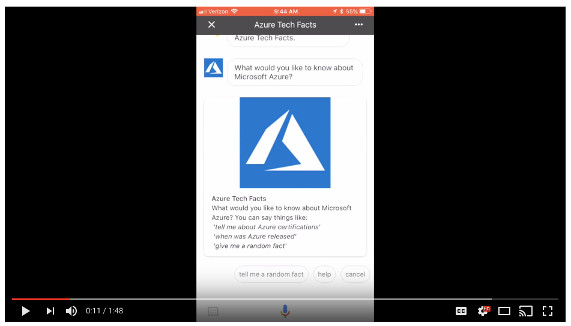 Verizon 9:44 AM 56%
Azure Tech Facts
Azure Tech Facts.
What would you like to know about
Microsoft Azure?
Azure Tech Facts
What would you like to know about Microsoft
Azure? You can say things like:
'tell me about Azure certifications'
'when was Azure released'
'give me a random fact'
tell me a random fact help cancel
0:11 / 1:48 CC